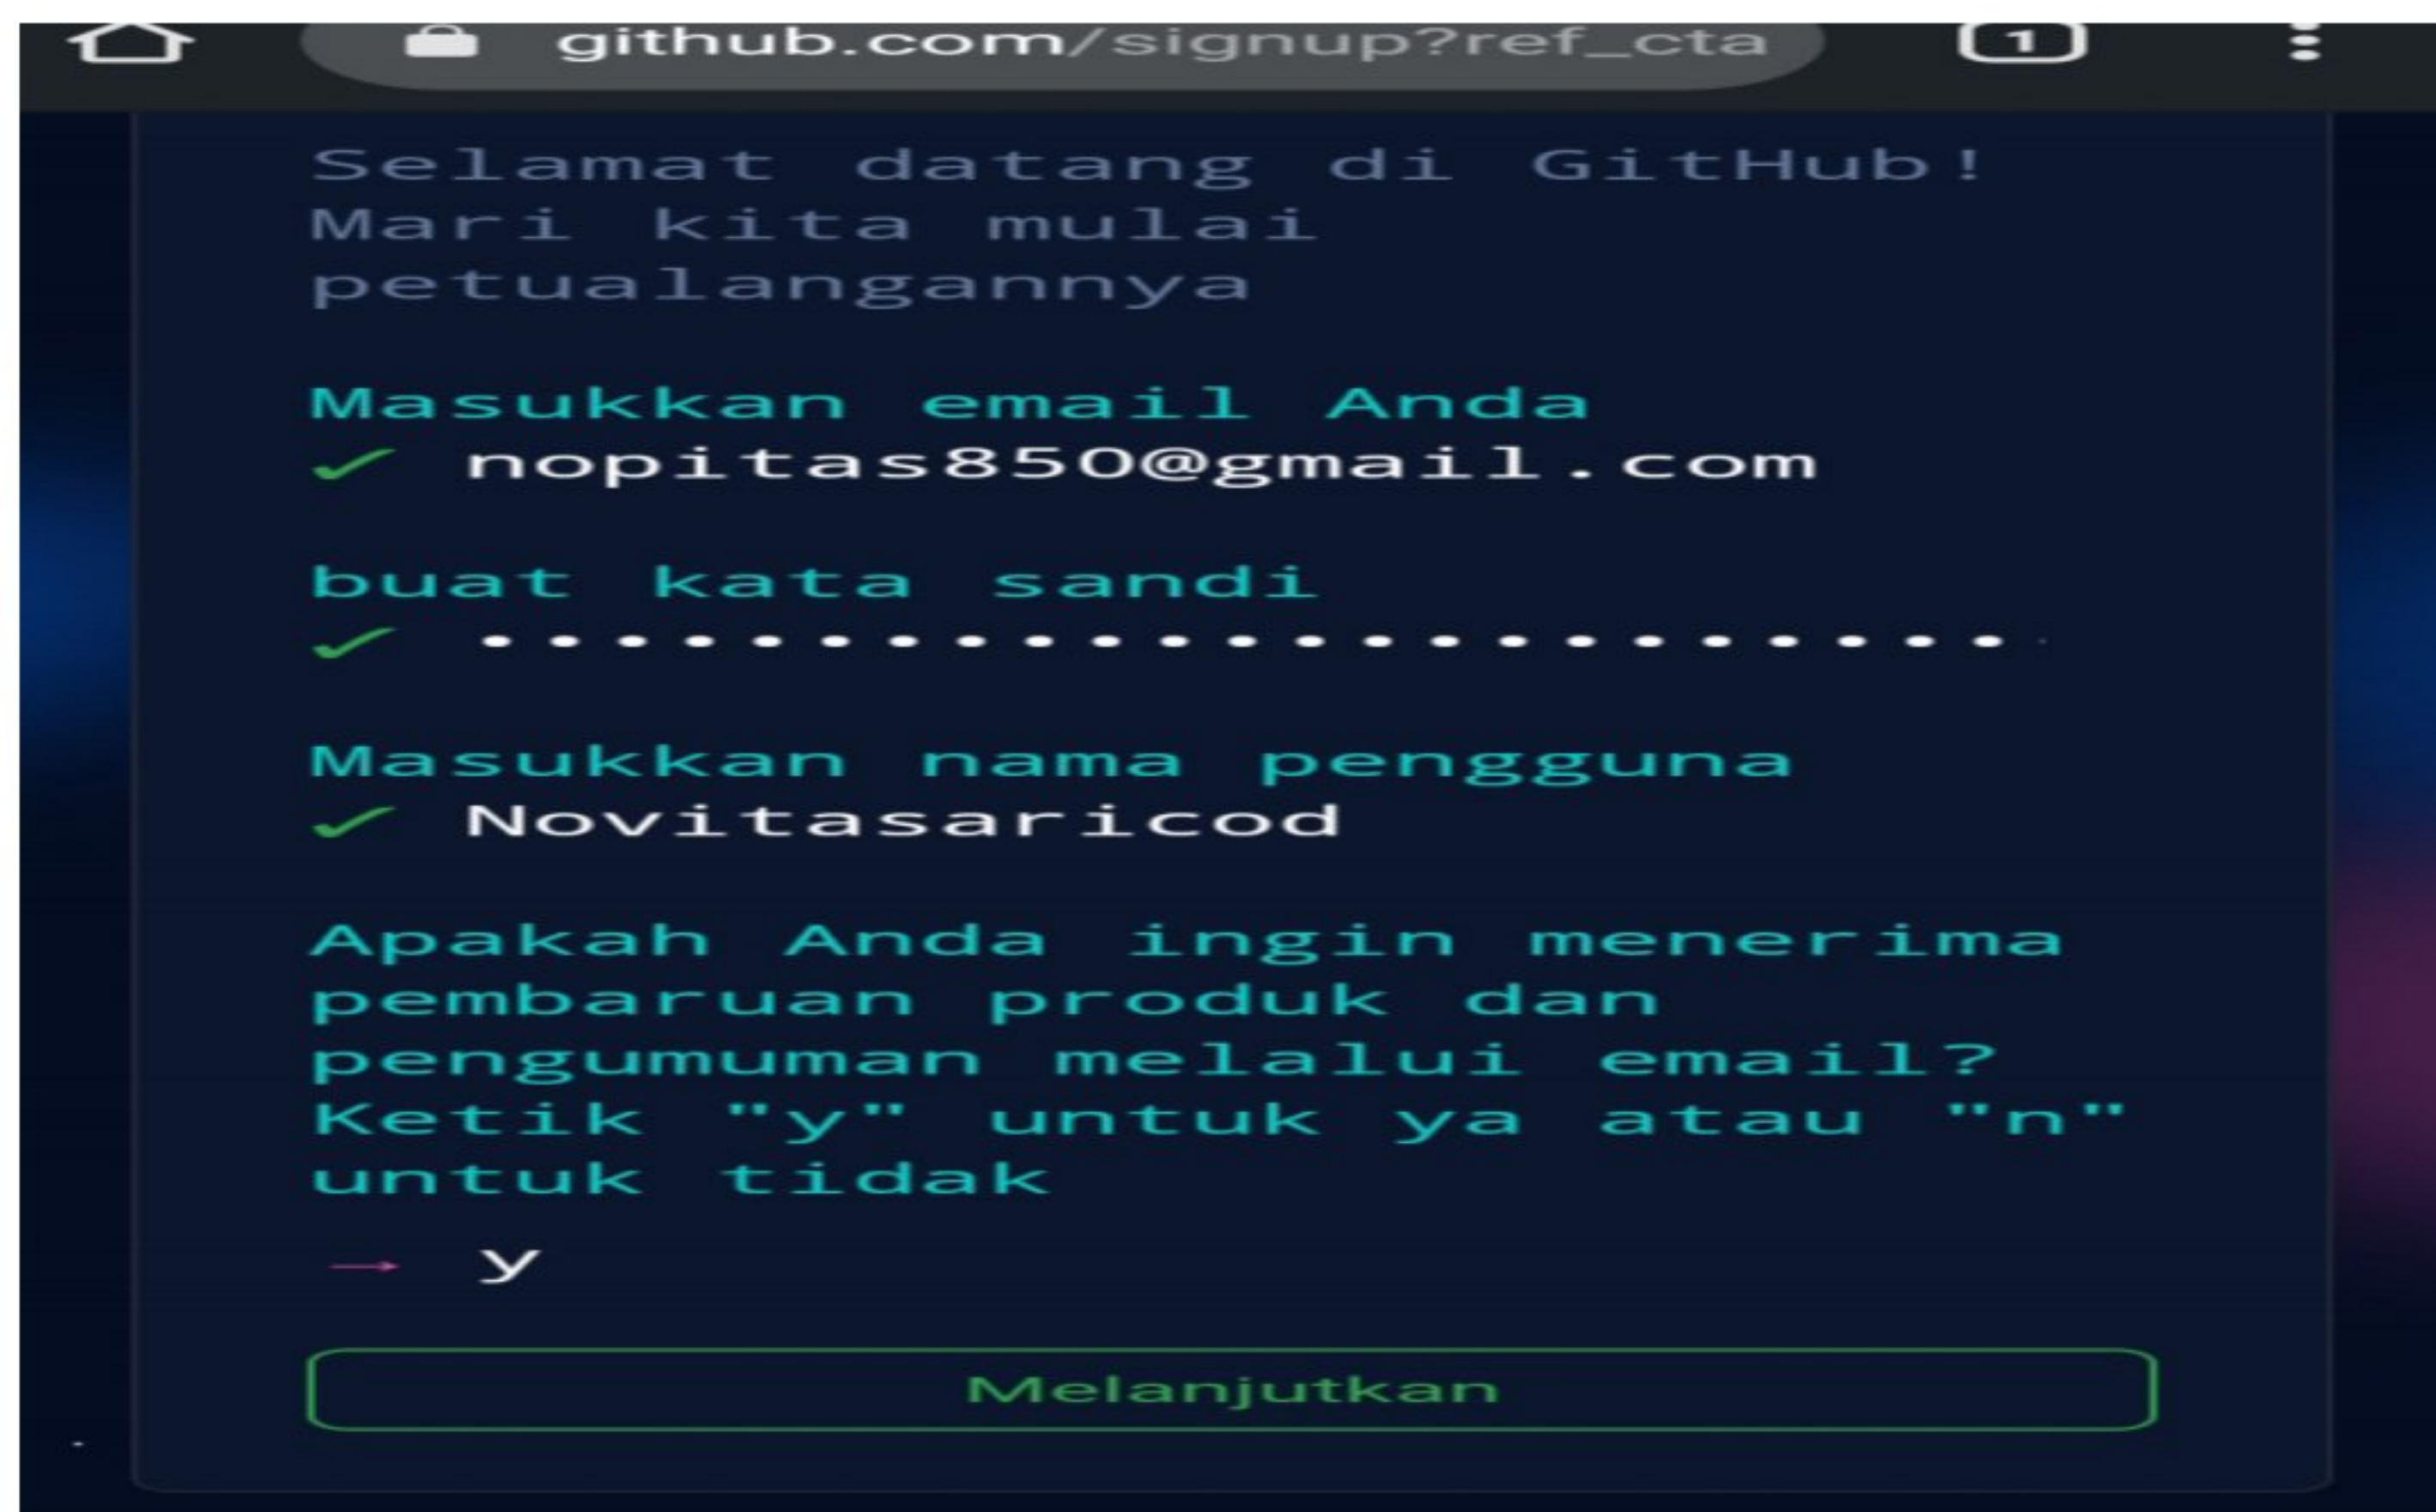 github.com/signup?ref_cta
1
Selamat datang di GitHub!
Mari kita mulai
petualangannya
Masukkan email Anda
✓ nopitas850@gmail.com
buat kata sandi
✓ •••••••••••••••••••••••
Masukkan nama pengguna
✓ Novitasaricod
Apakah Anda ingin menerima
pembaruan produk dan
pengumuman melalui email?
Ketik "y" untuk ya atau "n"
untuk tidak
→ y
Melanjutkan